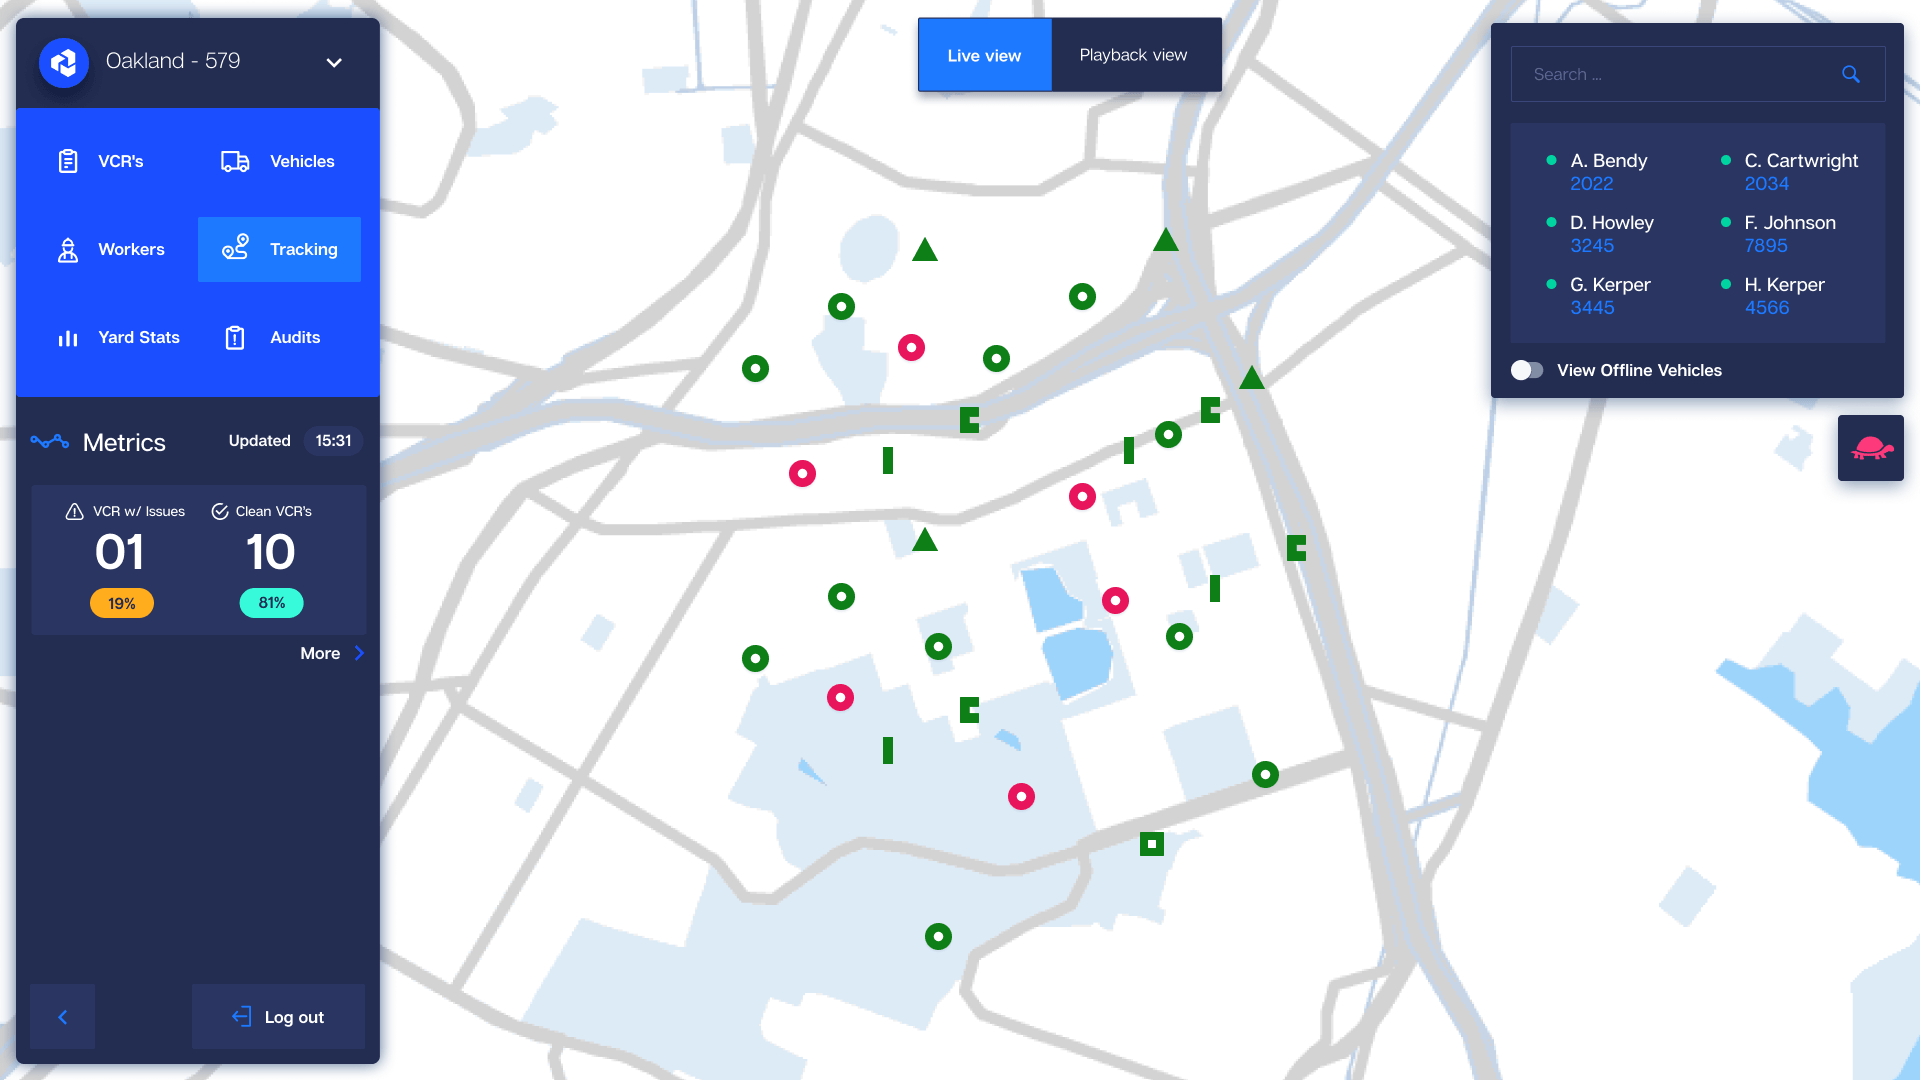 Oakland - 579
VCR's
Vehicles
Workers
Tracking
Yard Stats
Audits
Metrics
Updated
15:31
VCR w/ Issues
Clean VCR's
01
10
19%
81%
More
Log out
Live view
Playback view
Search ...
A. Bendy
2022
C. Cartwright
2034
D. Howley
3245
F. Johnson
7895
G. Kerper
3445
H. Kerper
4566
View Offline Vehicles